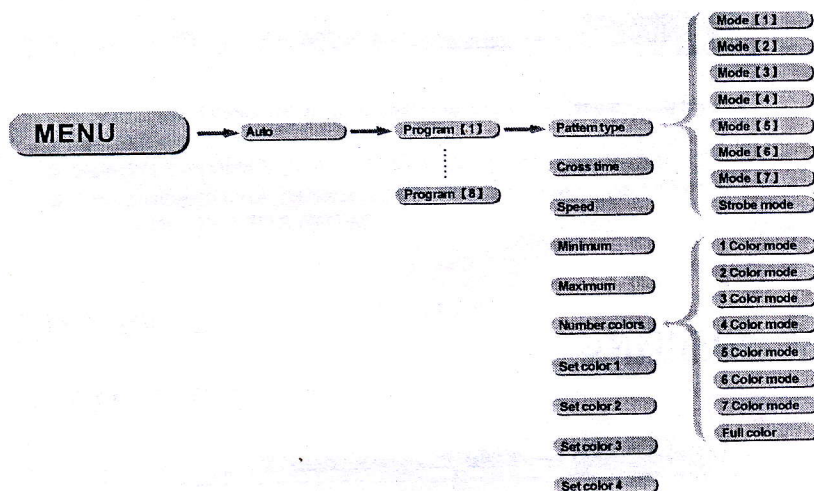 MENU
Auto
Program【1】
Program【8】
Pattern type
Cross time
Speed
Minimum
Maximum
Number colors
Set color 1
Set color 2
Set color 3
Set color 4
Mode【1】
Mode【2】
Mode【3】
Mode【4】
Mode【5】
Mode【6】
Mode【7】
Strobe mode
1 Color mode
2 Color mode
3 Color mode
4 Color mode
5 Color mode
6 Color mode
7 Color mode
Full color